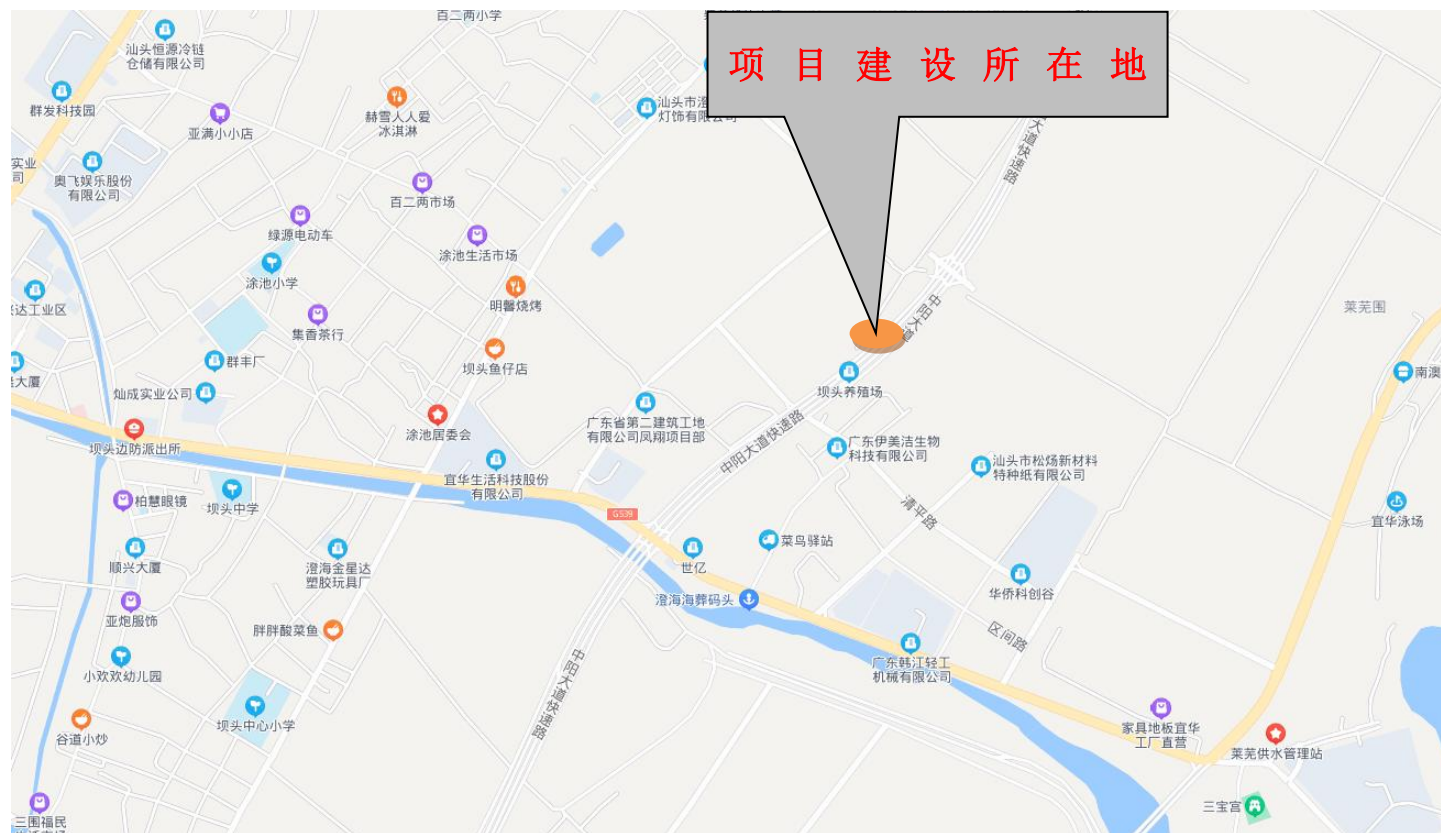 百二两小学
汕头恒源冷链
仓储有限公司
项目建设所在地
群发科技园
赫雪人人爱
冰淇淋
汕头市澄
灯饰有限公司
亚满小小店
大道快速路
实业
司
奥飞娱乐股份
有限公司
百二两市场
绿源电动车
涂池生活市场
涂池小学
达工业区
明馨烧烤
中阳大道
莱芜围
集香茶行
群丰厂
坝头鱼仔店
大厦
灿成实业公司
坝头养殖场
南澳
广东省第二建筑工地
有限公司凤翔项目部
中阳大道快速路
涂池居委会
坝头边防派出所
广东伊美洁生物
科技有限公司
汕头市松炀新材料
特种纸有限公司
宜华生活科技股份
有限公司
柏慧眼镜
坝头中学
G539
清平路
宜华泳场
菜鸟驿站
顺兴大厦
澄海金星达
塑胶玩具厂
世亿
华侨科创谷
澄海海葬码头
亚炮服饰
胖胖酸菜鱼
区间路
小欢欢幼儿园
中阳大道快速路
广东韩江轻工
机械有限公司
坝头中心小学
谷道小炒
家具地板宜华
工厂直营
莱芜供水管理站
三宝宫
三围福民